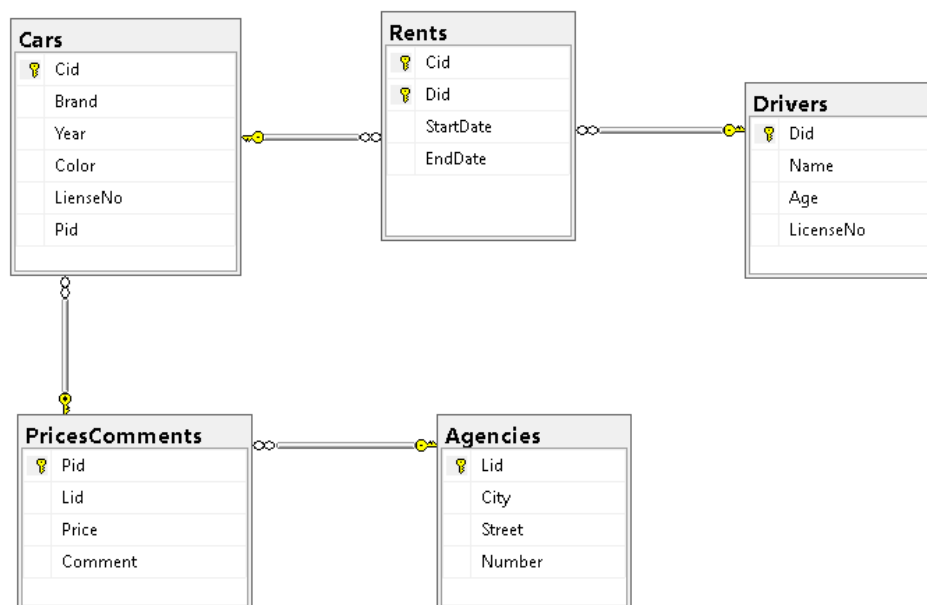 Cars
Cid
Brand
Year
Color
LienseNo
Pid
Rents
Cid
Did
StartDate
EndDate
Drivers
Did
Name
Age
LicenseNo
PricesComments
Pid
Lid
Price
Comment
Agencies
Lid
City
Street
Number